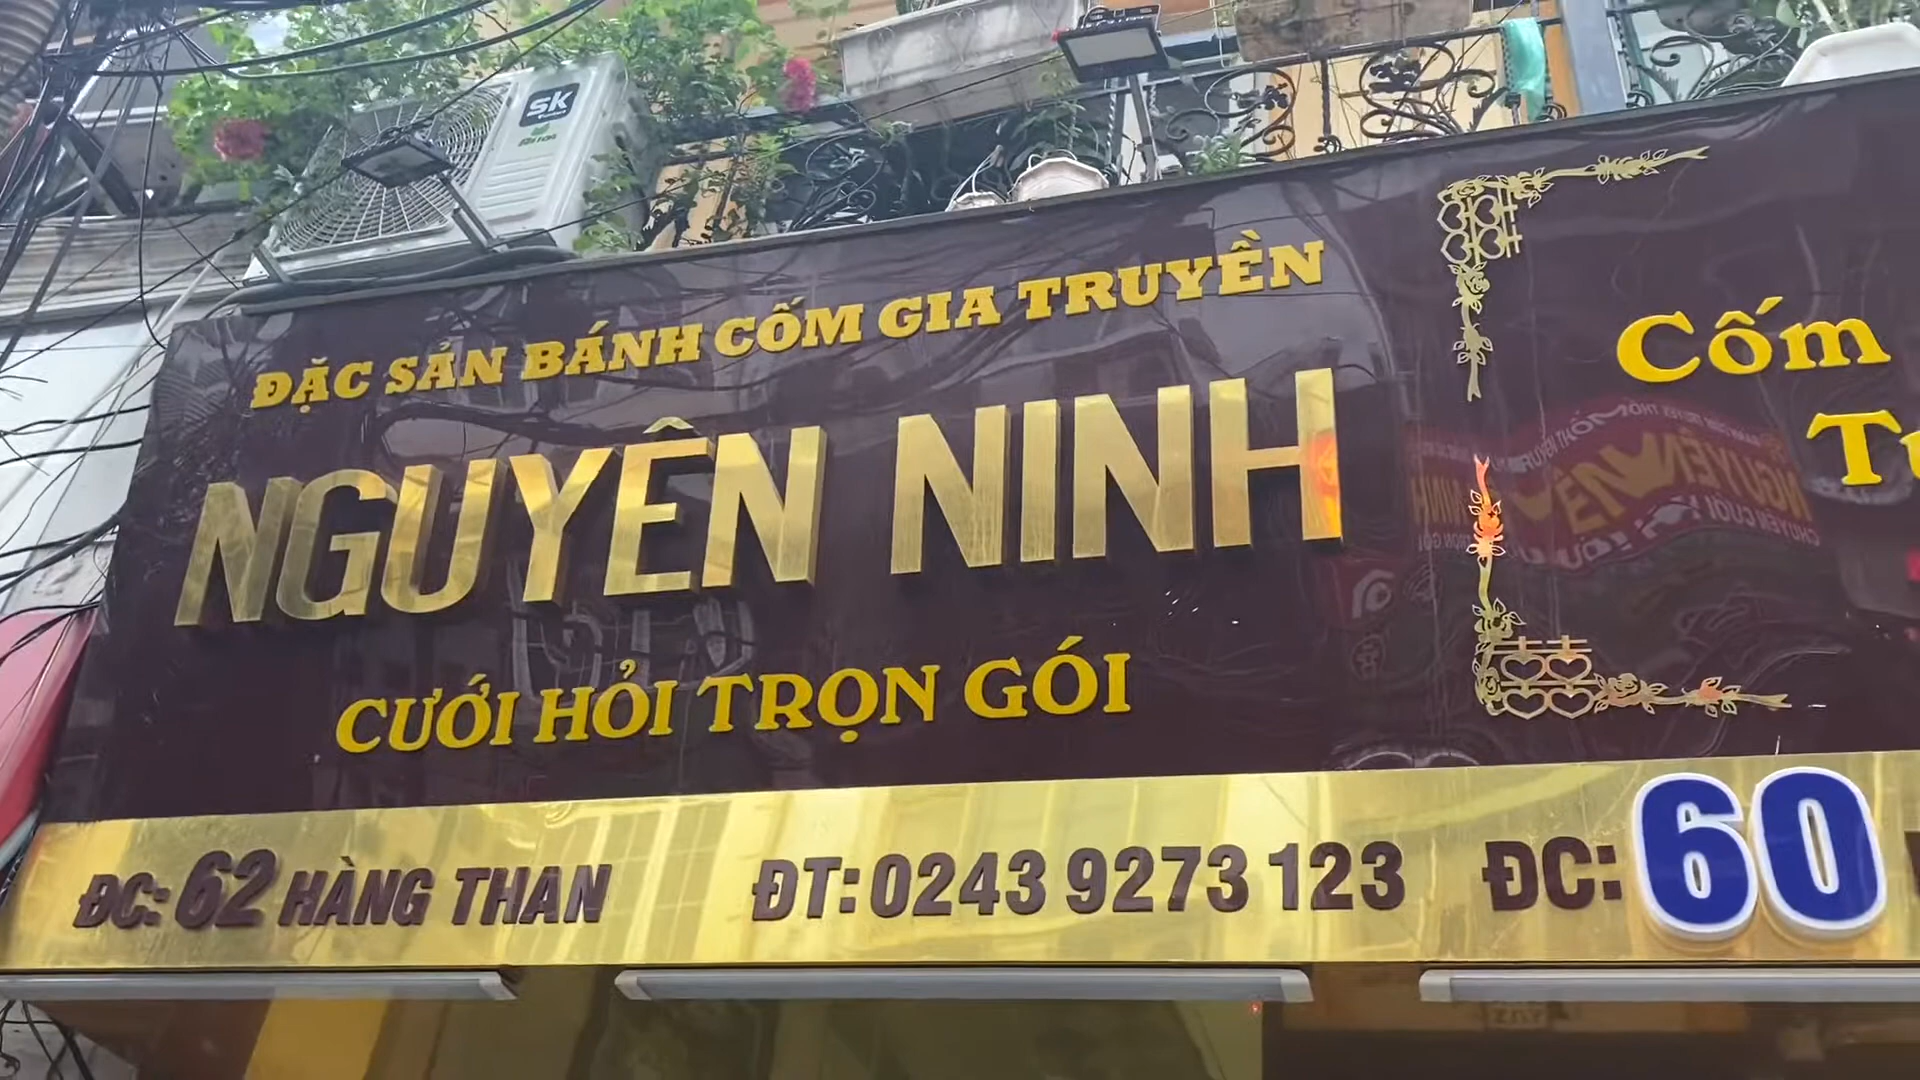 SK
ĐẶC SẢN BÁNH CỐM GIA TRUYỀN
NGUYÊN NINH
CƯỚI HỎI TRỌN GÓI
Cốm
ĐC: 62 HÀNG THAN
ĐT: 0243 9273 123
ĐC: 60